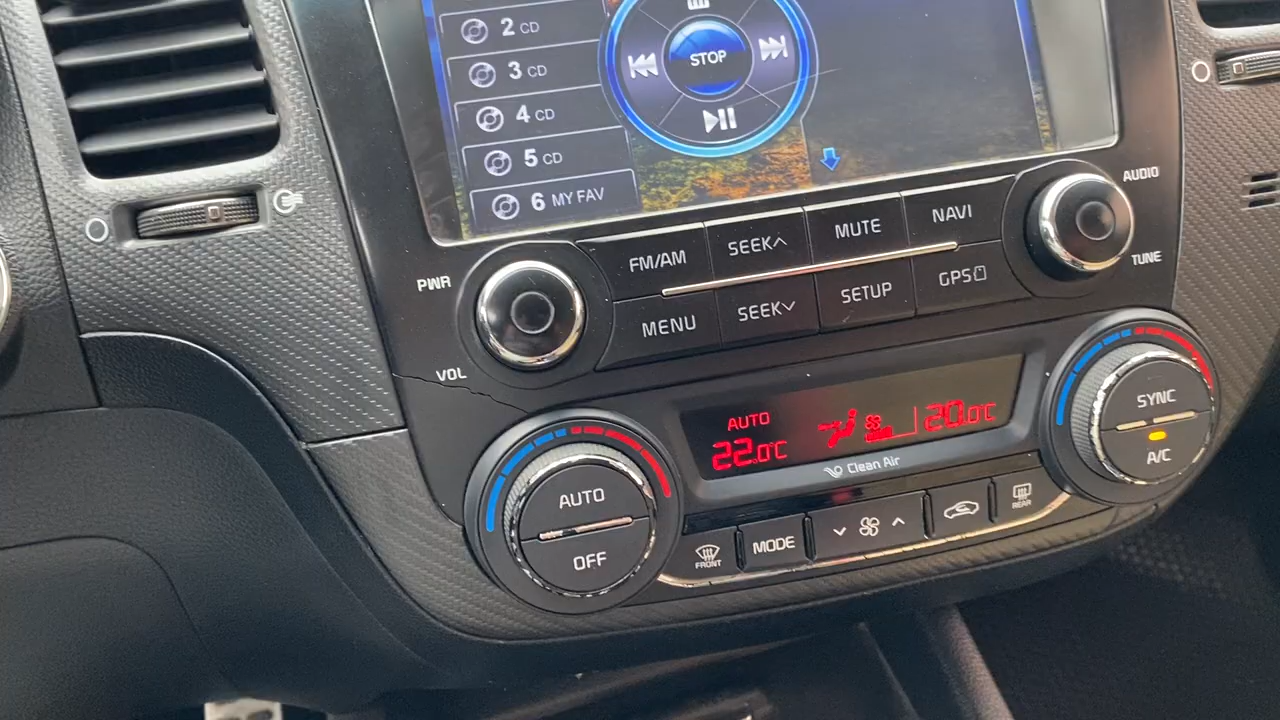 2 CD
3 CD
4 CD
5 CD
6 MY FAV
STOP
PWR
VOL
FM/AM
SEEK
MUTE
NAVI
MENU
SEEK
SETUP
GPS
AUDIO
TUNE
AUTO
22.0°C
20.0°C
Clean Air
AUTO
OFF
SYNC
A/C
FRONT
MODE
REAR